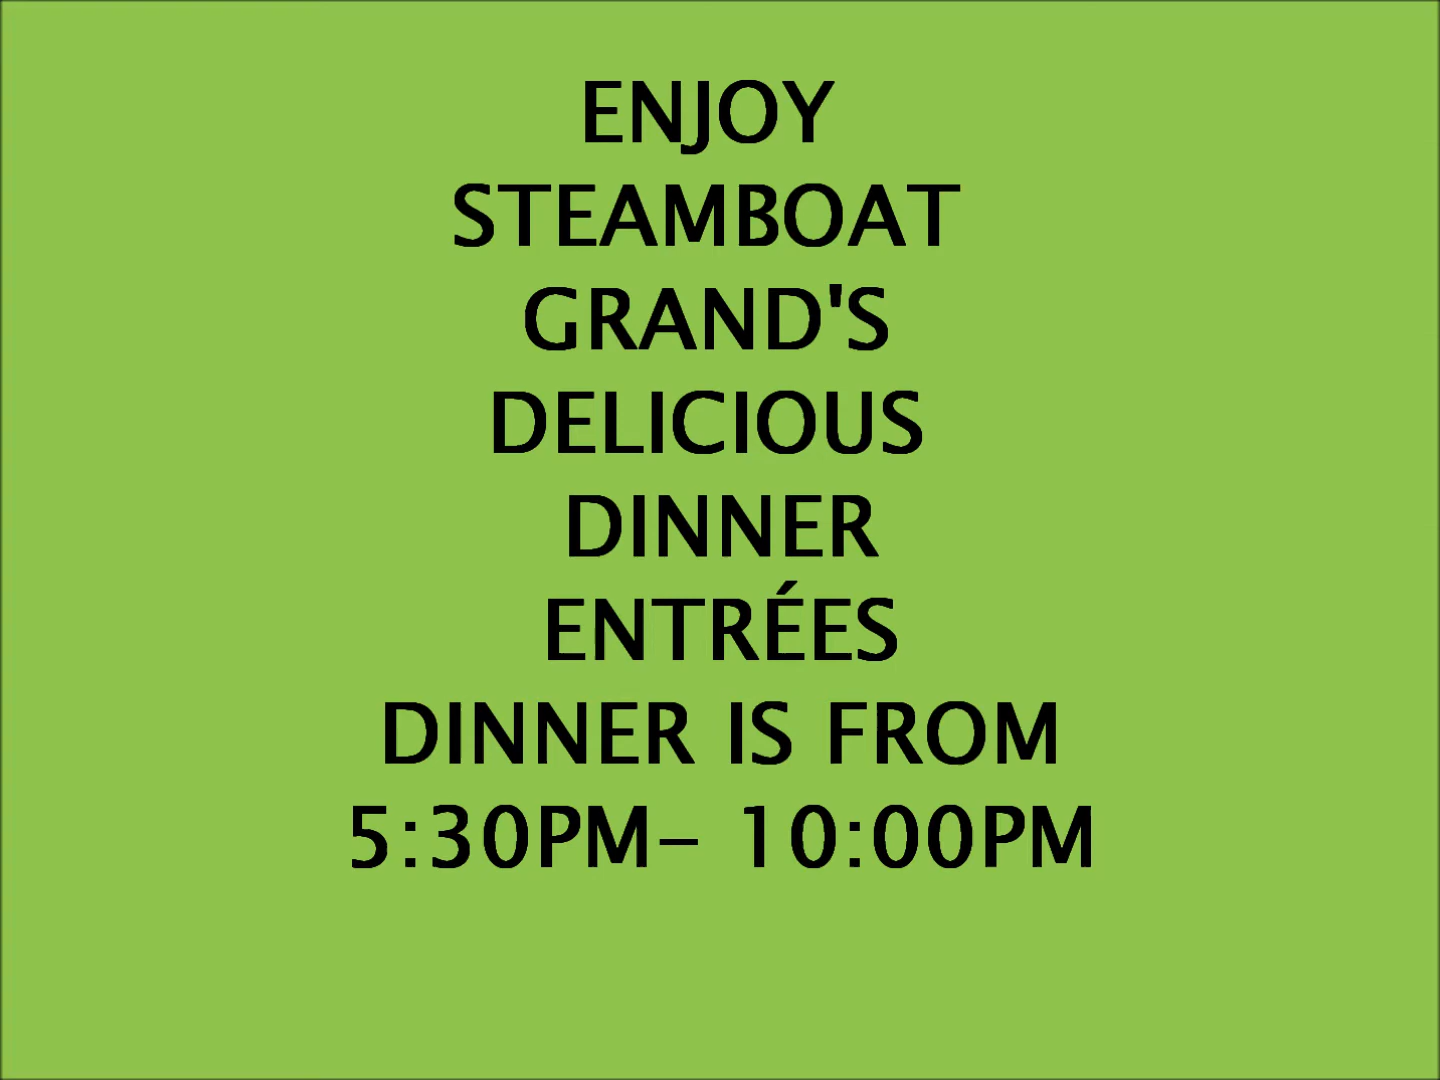 ENJOY
STEAMBOAT
GRAND'S
DELICIOUS
DINNER
ENTRÉES
DINNER IS FROM
5:30PM- 10:00PM